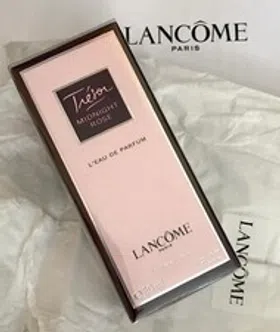 LANCÔME
PARIS
Trésor
MIDNIGHT
ROSE
L'EAU DE PARFUM
LANCÔME
PARIS
LANCÔME